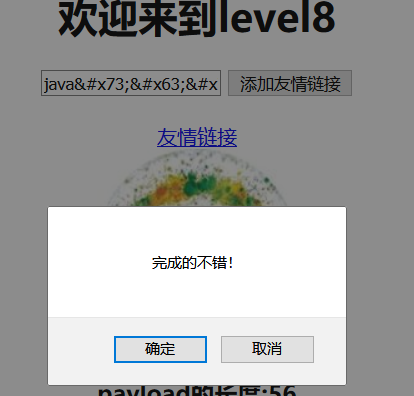 欢迎来到level8
java&#x73;&#x63;&#x
添加友情链接
友情链接
完成的不错!
确定
取消
payload的长度:56